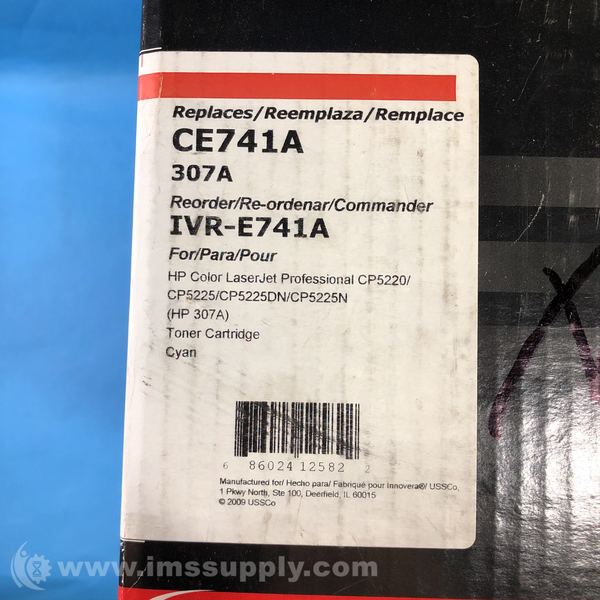 Replaces/Reemplaza/Remplace
CE741A
307A
Reorder/Re-ordenar/Commander
IVR-E741A
For/Para/Pour
HP Color LaserJet Professional CP5220/
CP5225/CP5225DN/CP5225N
(HP 307A)
Toner Cartridge
Cyan
6 86024 12582 2
Manufactured for/ Hecho para/ Fabriqué pour Innovera®/ USSCo,
1 Pkwy North, Ste 100, Deerfield, IL 60015
© 2009 USSCo
www.imssupply.com